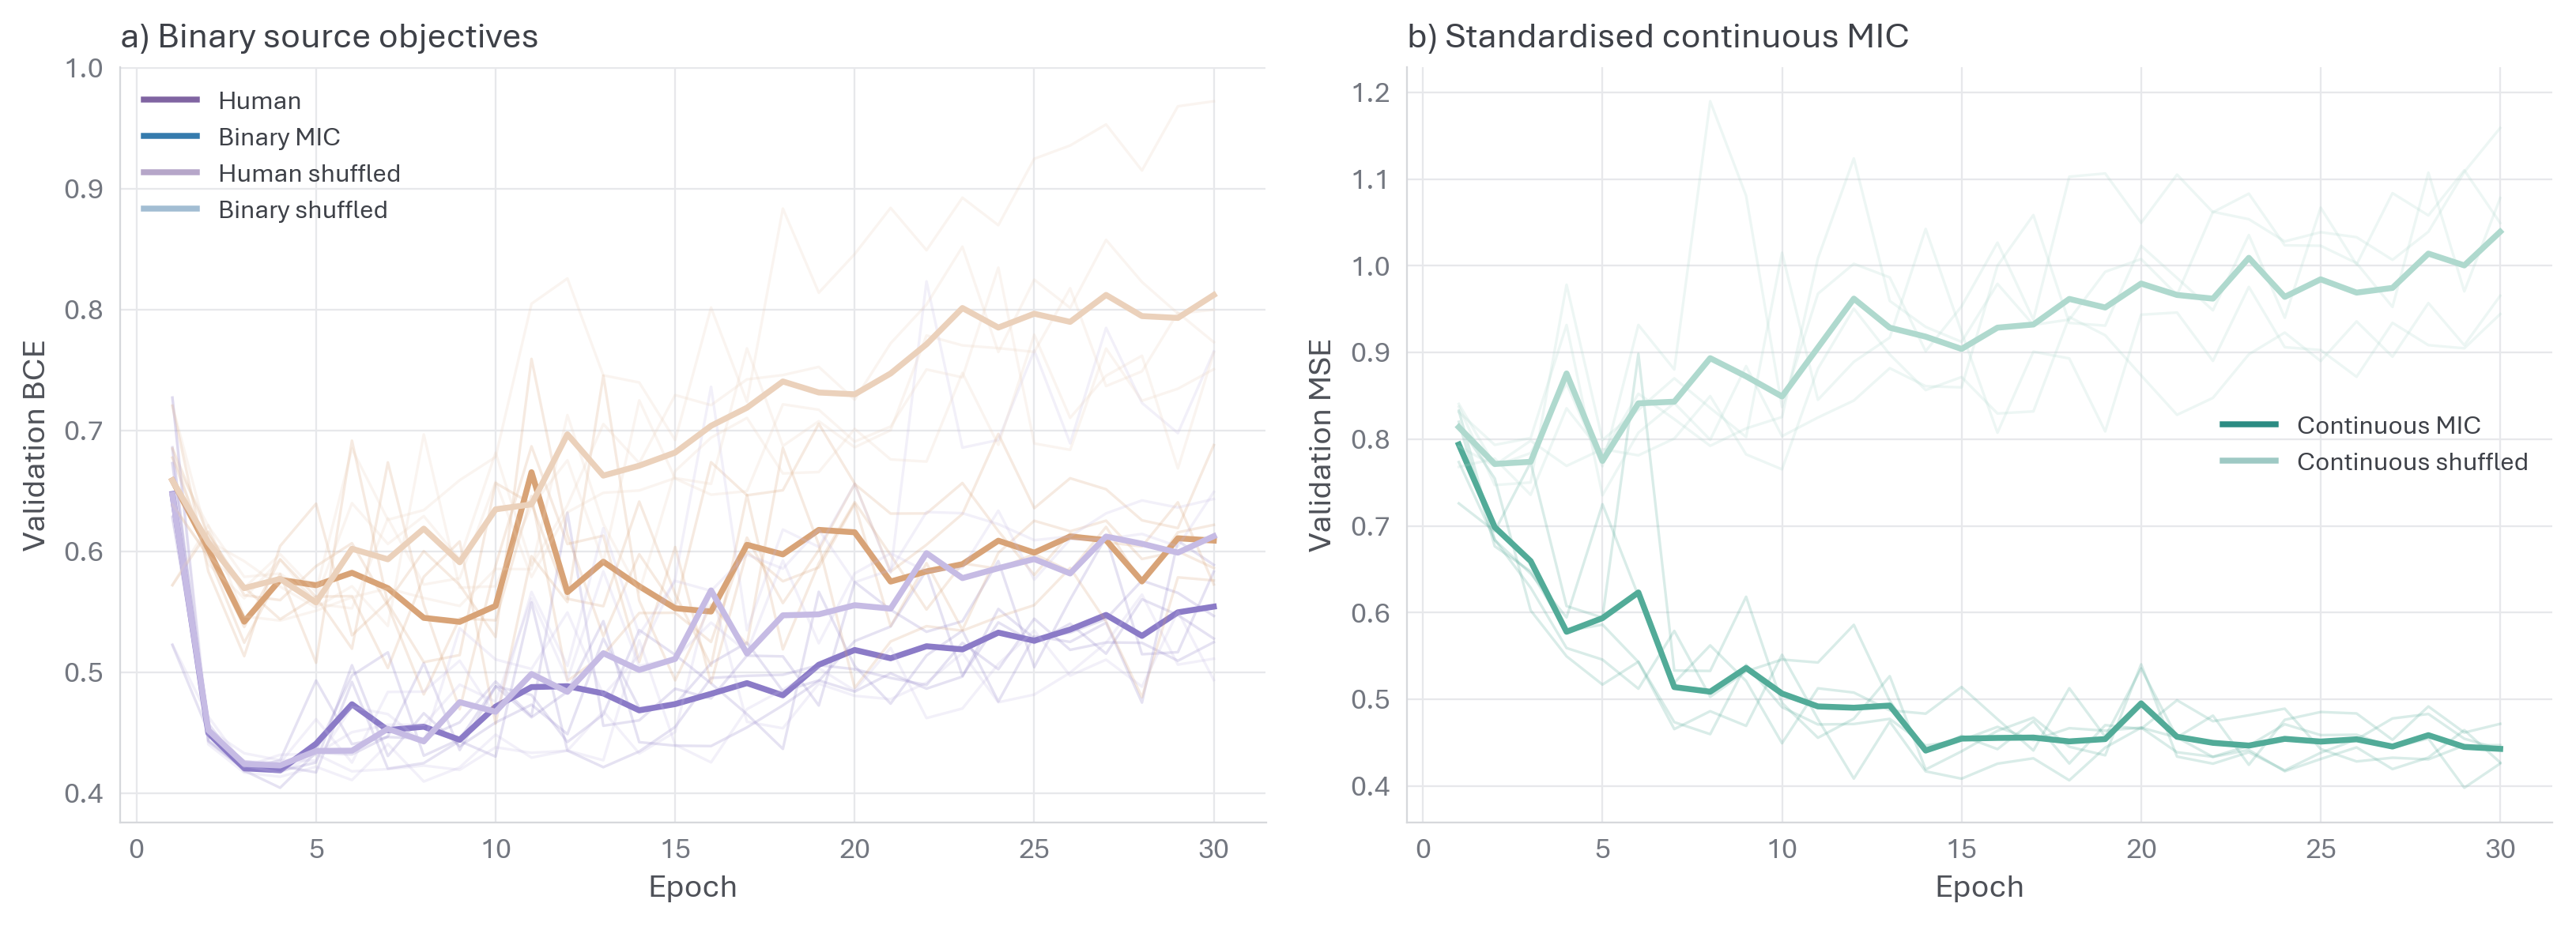 a) Binary source objectives
Human
Binary MIC
Human shuffled
Binary shuffled
Validation BCE
1.0
0.9
0.8
0.7
0.6
0.5
0.4
0 5 10 15 20 25 30
Epoch
b) Standardised continuous MIC
Continuous MIC
Continuous shuffled
Validation MSE
1.2
1.1
1.0
0.9
0.8
0.7
0.6
0.5
0.4
0 5 10 15 20 25 30
Epoch